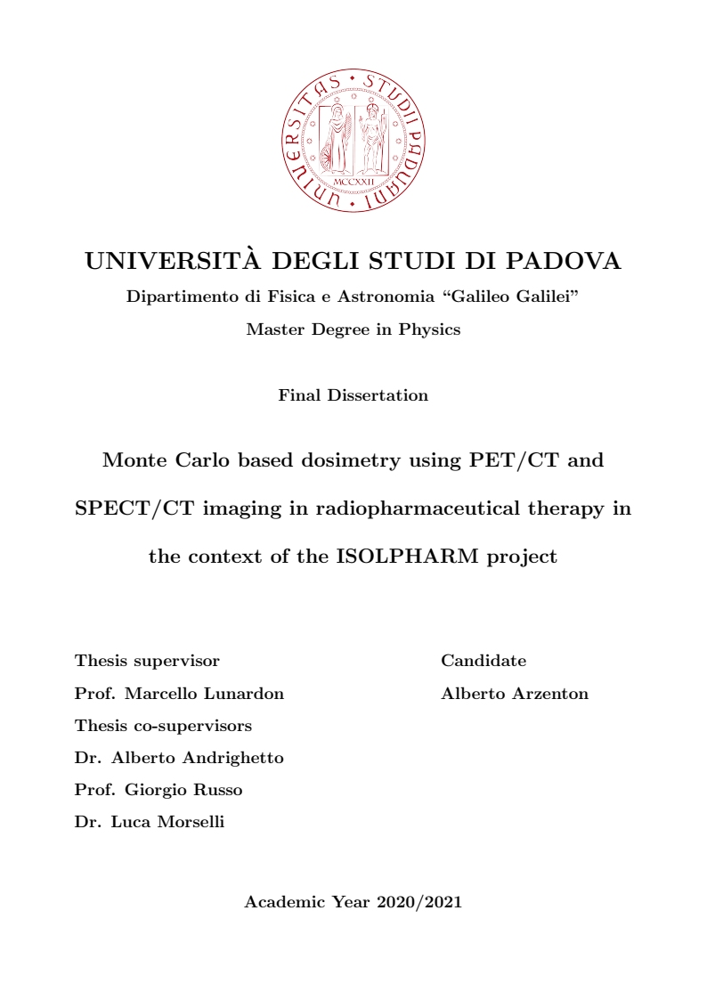 UNIVERSITAS • STUDII PADUANI •
MCCXXII
UNIVERSITÀ DEGLI STUDI DI PADOVA
Dipartimento di Fisica e Astronomia “Galileo Galilei”
Master Degree in Physics
Final Dissertation
Monte Carlo based dosimetry using PET/CT and
SPECT/CT imaging in radiopharmaceutical therapy in
the context of the ISOLPHARM project
Thesis supervisor
Prof. Marcello Lunardon
Thesis co-supervisors
Dr. Alberto Andrighetto
Prof. Giorgio Russo
Dr. Luca Morselli
Candidate
Alberto Arzenton
Academic Year 2020/2021